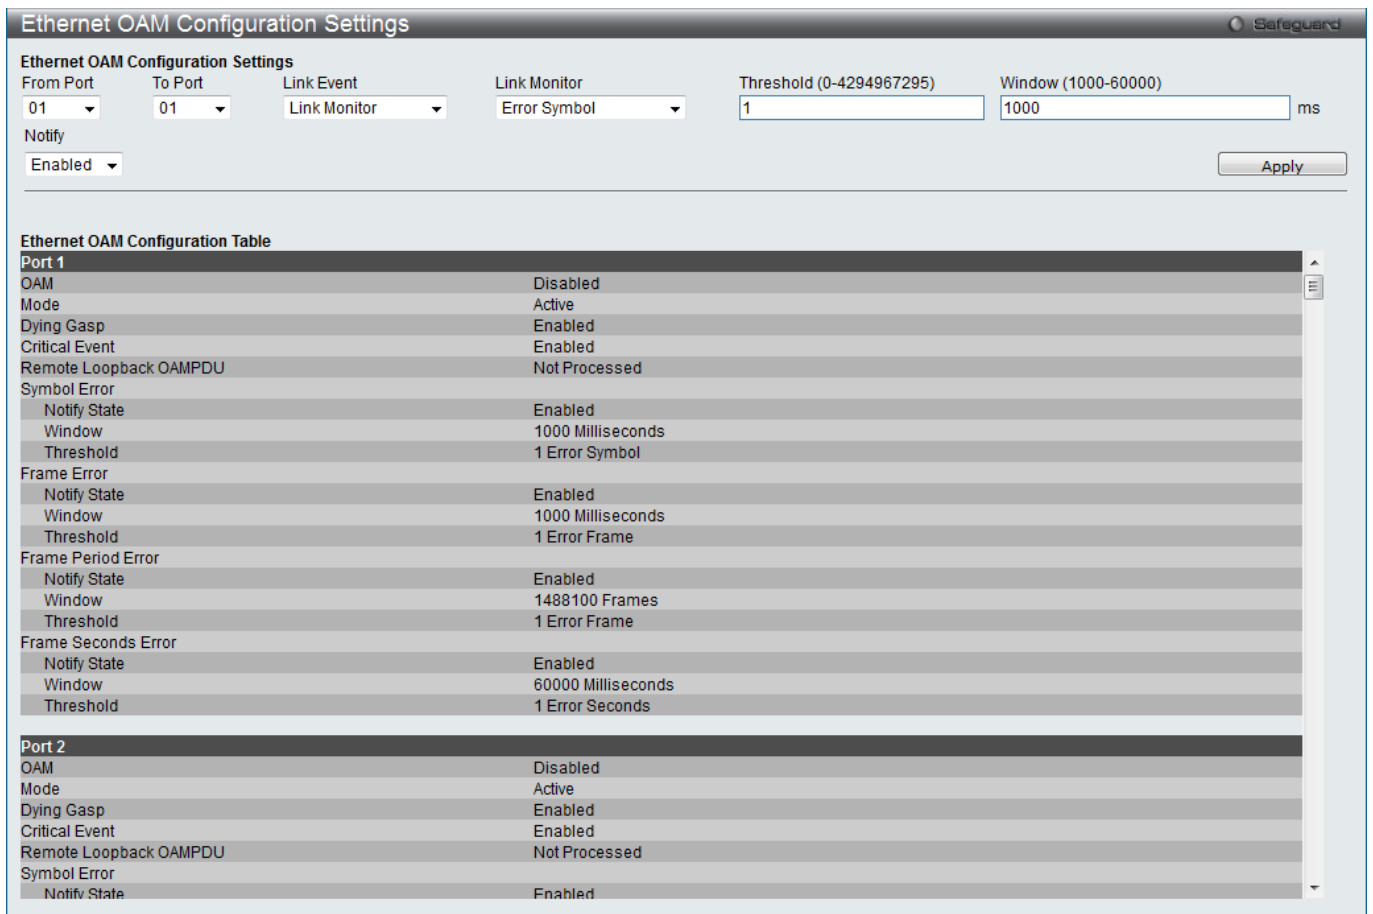 Ethernet OAM Configuration Settings Safeguard
Ethernet OAM Configuration Settings
From Port To Port Link Event Link Monitor Threshold (0-4294967295) Window (1000-60000)
01 01 Link Monitor Error Symbol 1 1000 ms
Notify
Enabled Apply
Ethernet OAM Configuration Table
Port 1
OAM Disabled
Mode Active
Dying Gasp Enabled
Critical Event Enabled
Remote Loopback OAMPDU Not Processed
Symbol Error
Notify State Enabled
Window 1000 Milliseconds
Threshold 1 Error Symbol
Frame Error
Notify State Enabled
Window 1000 Milliseconds
Threshold 1 Error Frame
Frame Period Error
Notify State Enabled
Window 1488100 Frames
Threshold 1 Error Frame
Frame Seconds Error
Notify State Enabled
Window 60000 Milliseconds
Threshold 1 Error Seconds
Port 2
OAM Disabled
Mode Active
Dying Gasp Enabled
Critical Event Enabled
Remote Loopback OAMPDU Not Processed
Symbol Error
Notify State Enabled